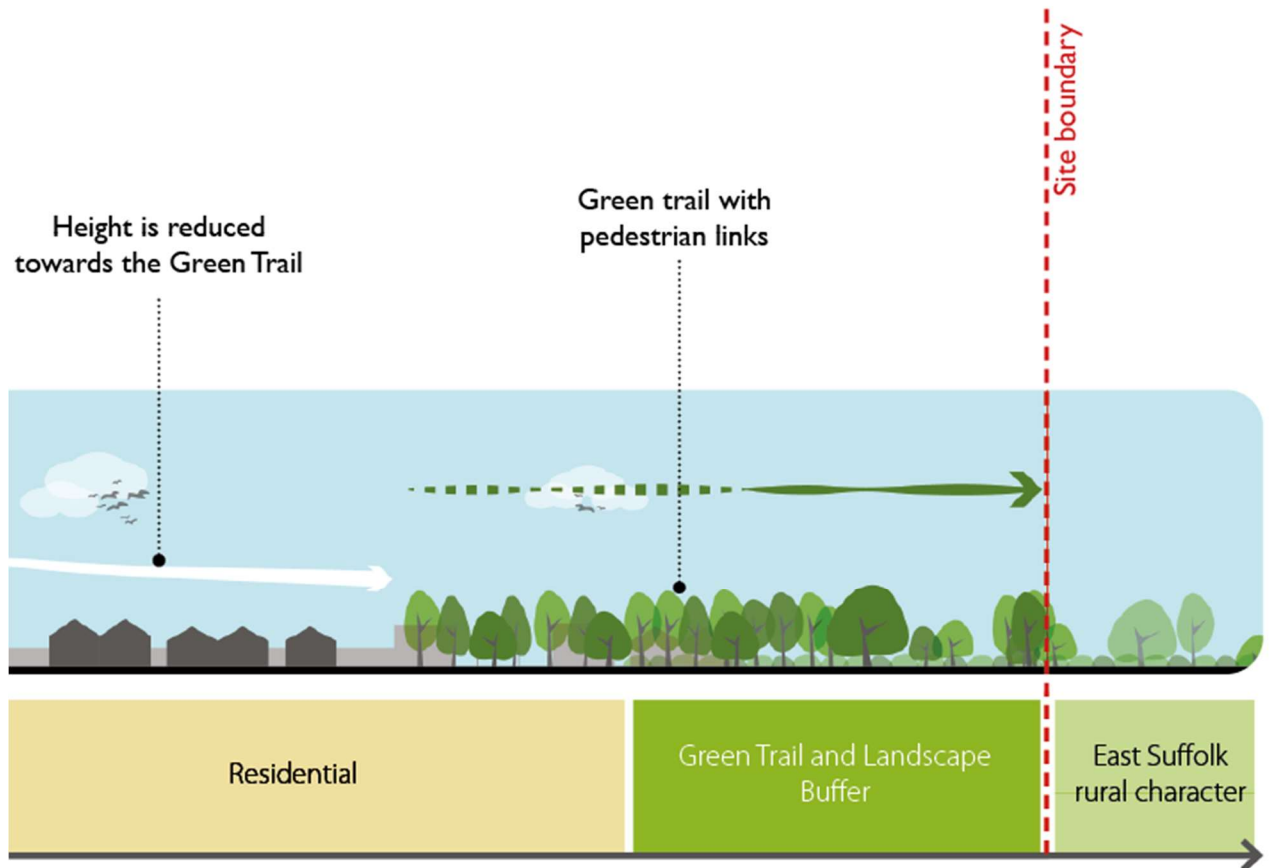 Site boundary
Height is reduced
towards the Green Trail
Green trail with
pedestrian links
Residential
Green Trail and Landscape
Buffer
East Suffolk
rural character